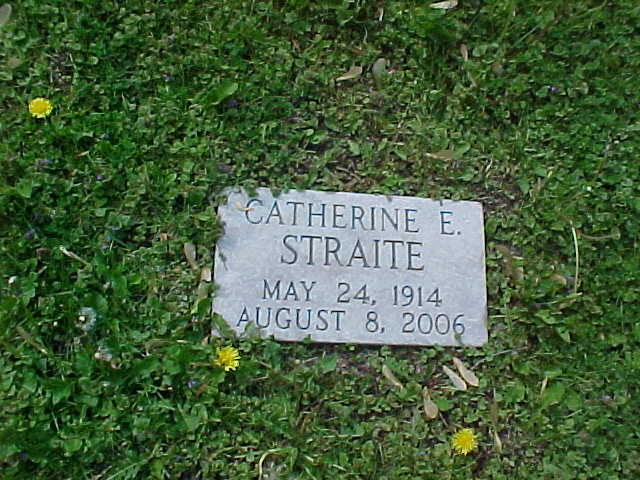 CATHERINE E.
STRAITE
MAY 24, 1914
AUGUST 8, 2006